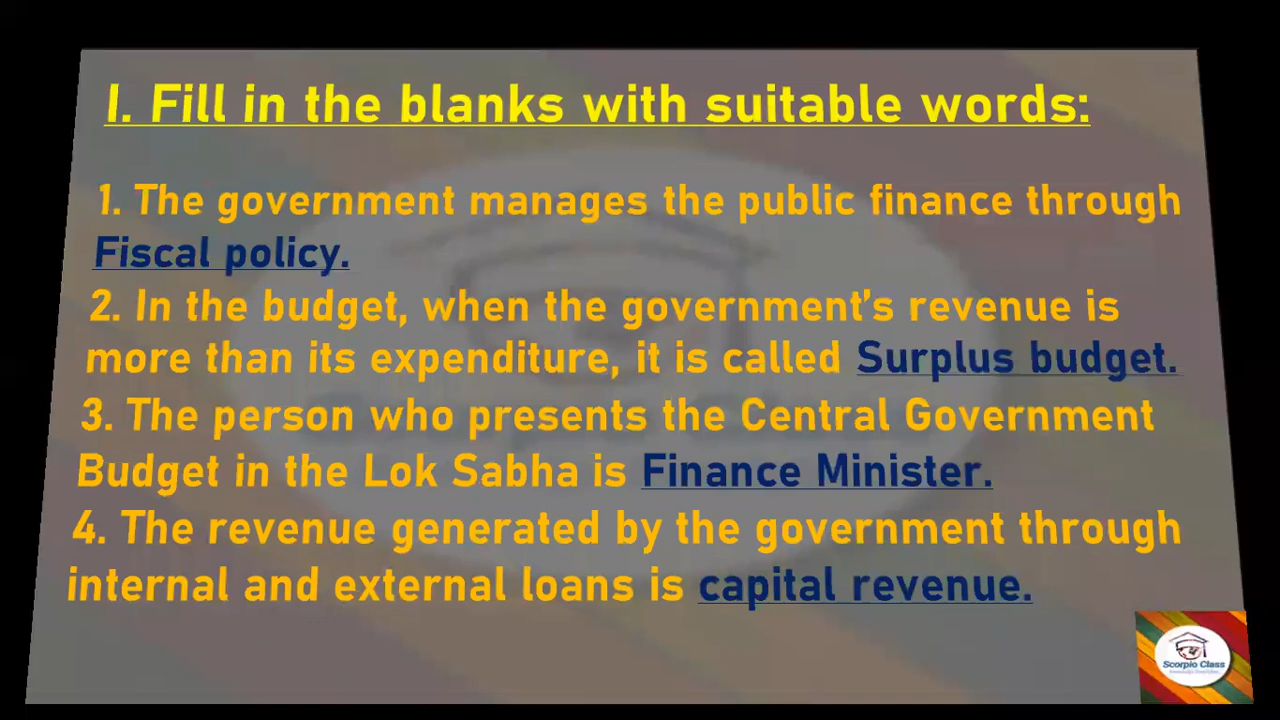 I. Fill in the blanks with suitable words:
1. The government manages the public finance through
Fiscal policy.
2. In the budget, when the government's revenue is
more than its expenditure, it is called Surplus budget.
3. The person who presents the Central Government
Budget in the Lok Sabha is Finance Minister.
4. The revenue generated by the government through
internal and external loans is capital revenue.
Scorpio Class